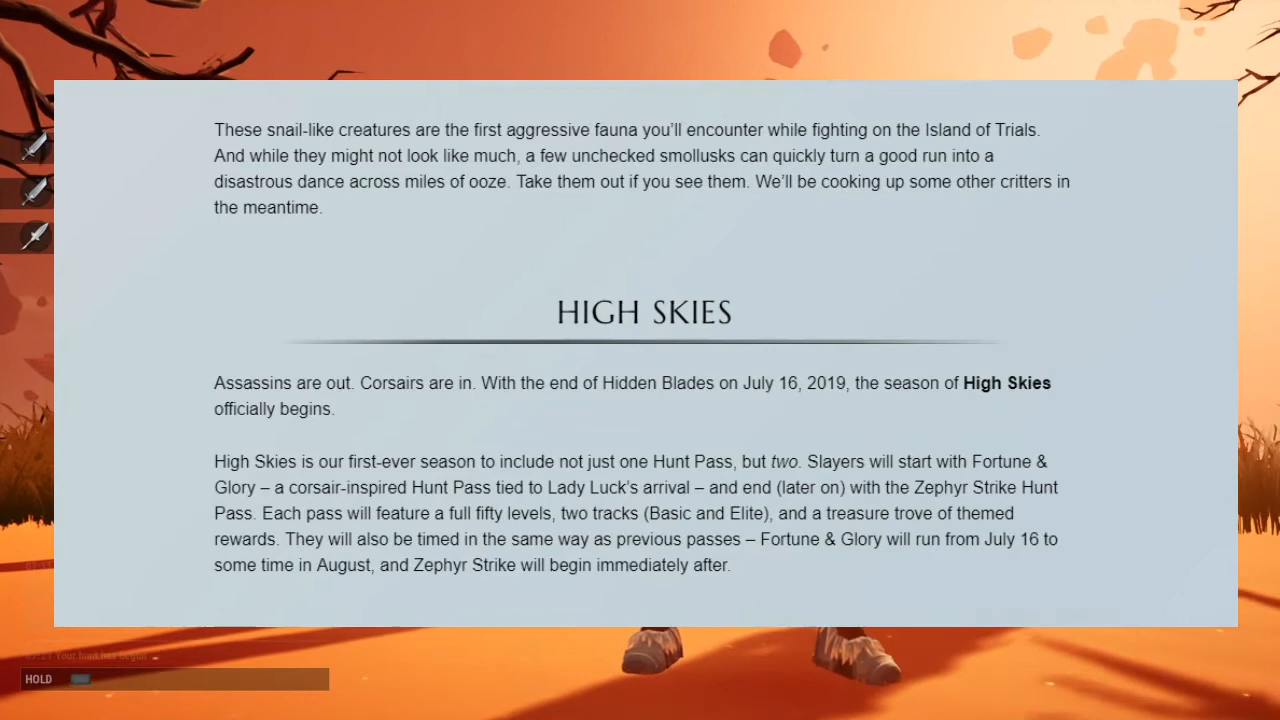 These snail-like creatures are the first aggressive fauna you'll encounter while fighting on the Island of Trials.
And while they might not look like much, a few unchecked smollusks can quickly turn a good run into a
disastrous dance across miles of ooze. Take them out if you see them. We'll be cooking up some other critters in
the meantime.
HIGH SKIES
Assassins are out. Corsairs are in. With the end of Hidden Blades on July 16, 2019, the season of High Skies
officially begins.
High Skies is our first-ever season to include not just one Hunt Pass, but two. Slayers will start with Fortune &
Glory – a corsair-inspired Hunt Pass tied to Lady Luck's arrival – and end (later on) with the Zephyr Strike Hunt
Pass. Each pass will feature a full fifty levels, two tracks (Basic and Elite), and a treasure trove of themed
rewards. They will also be timed in the same way as previous passes – Fortune & Glory will run from July 16 to
some time in August, and Zephyr Strike will begin immediately after.
Your hunt has begun
HOLD